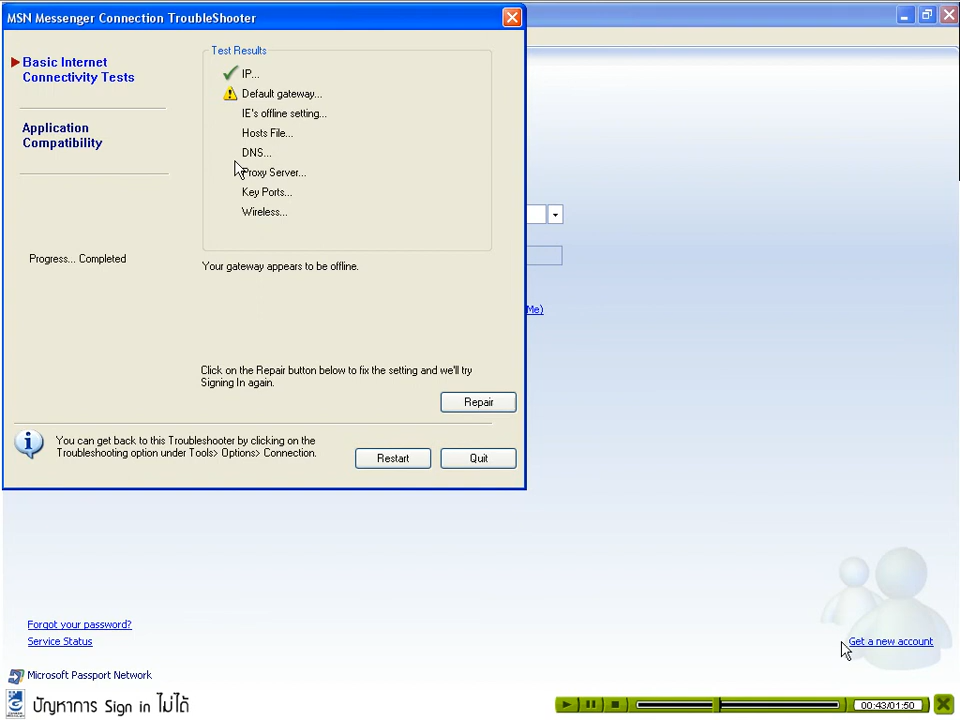 MSN Messenger Connection TroubleShooter
Basic Internet
Connectivity Tests
Application
Compatibility
Progress... Completed
Test Results
IP...
Default gateway...
IE's offline setting...
Hosts File...
DNS...
Proxy Server...
Key Ports...
Wireless...
Your gateway appears to be offline.
Click on the Repair button below to fix the setting and we'll try
Signing In again.
Repair
You can get back to this Troubleshooter by clicking on the
Troubleshooting option under Tools> Options> Connection.
Restart
Quit
Me)
Forgot your password?
Service Status
Get a new account
Microsoft Passport Network
ปัญหาการ Sign in ไม่ได้
00:43/01:50